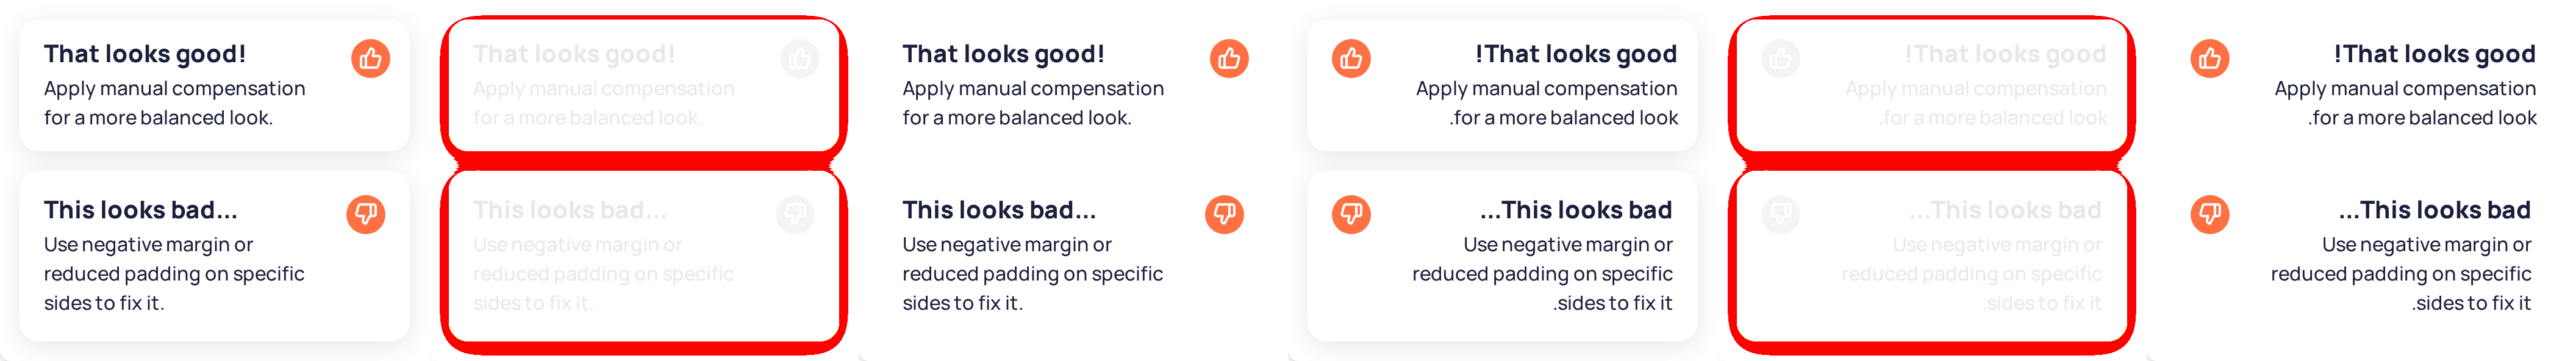 That looks good!
Apply manual compensation
for a more balanced look.
This looks bad...
Use negative margin or
reduced padding on specific
sides to fix it.
That looks good!
Apply manual compensation
for a more balanced look.
This looks bad...
Use negative margin or
reduced padding on specific
sides to fix it.
That looks good!
Apply manual compensation
for a more balanced look.
This looks bad...
Use negative margin or
reduced padding on specific
sides to fix it.
!That looks good
Apply manual compensation
.for a more balanced look
...This looks bad
Use negative margin or
reduced padding on specific
.sides to fix it
!That looks good
Apply manual compensation
.for a more balanced look
...This looks bad
Use negative margin or
reduced padding on specific
.sides to fix it
!That looks good
Apply manual compensation
.for a more balanced look
...This looks bad
Use negative margin or
reduced padding on specific
.sides to fix it